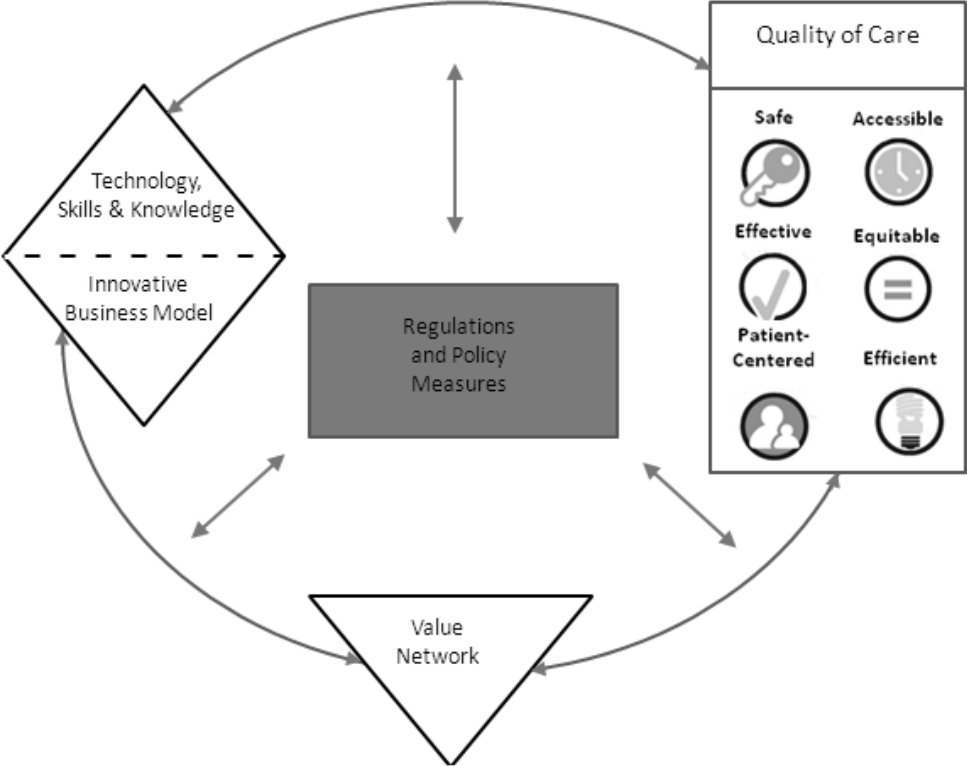 Quality of Care
Safe
Accessible
Effective
Equitable
Patient-
Centered
Efficient
Technology,
Skills & Knowledge
Innovative
Business Model
Regulations
and Policy
Measures
Value
Network